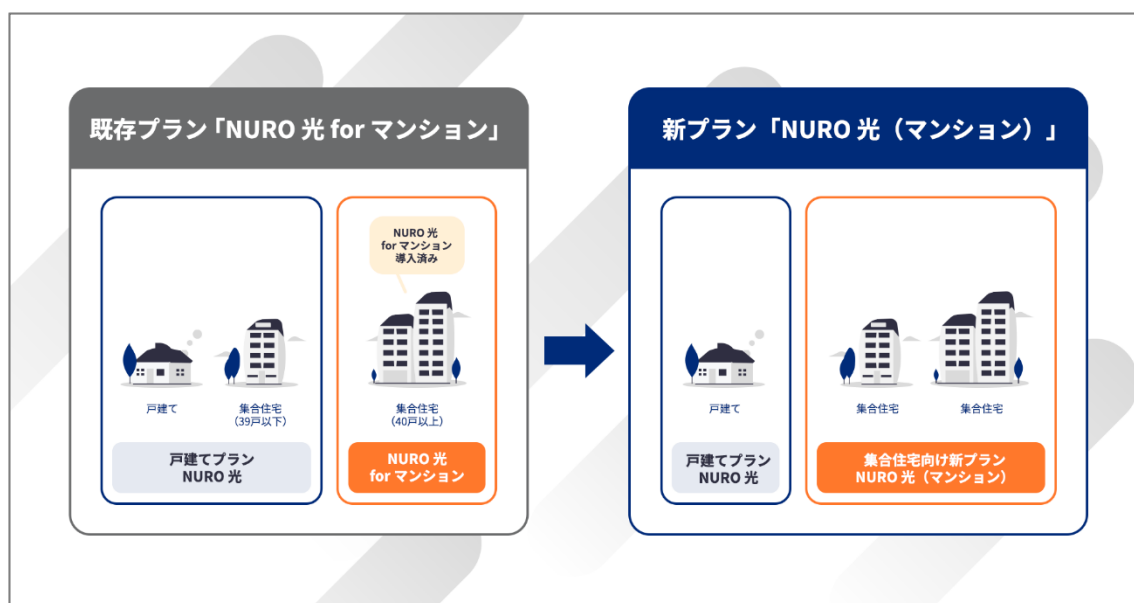 既存プラン「NURO 光 for マンション」
NURO 光
for マンション
導入済み
戸建て
集合住宅
（39戸以下）
集合住宅
（40戸以上）
戸建てプラン
NURO 光
NURO 光
for マンション
新プラン「NURO 光（マンション）」
戸建て
集合住宅
集合住宅
戸建てプラン
NURO 光
集合住宅向け新プラン
NURO 光（マンション）